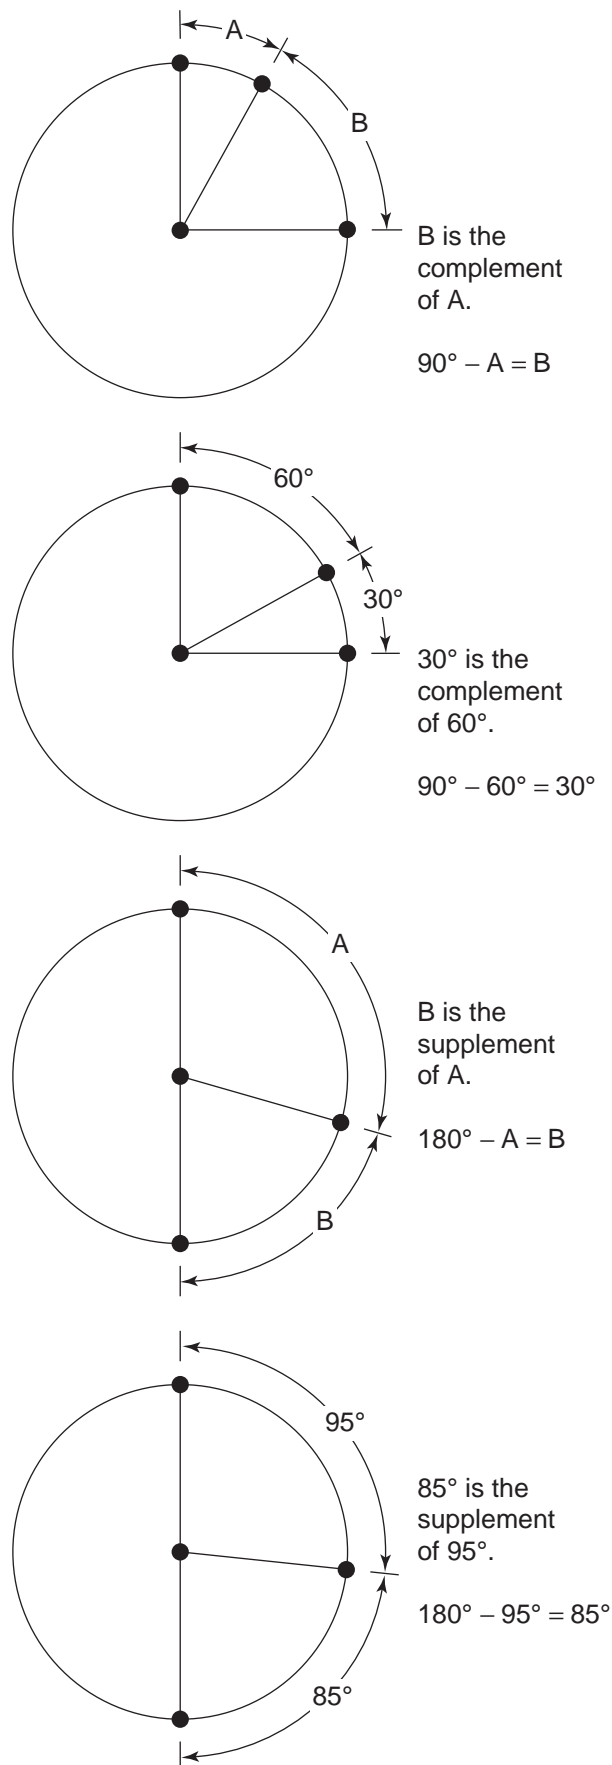 A
B
B is the
complement
of A.
90° – A = B
60°
30°
30° is the
complement
of 60°.
90° – 60° = 30°
A
B is the
supplement
of A.
180° – A = B
B
95°
85° is the
supplement
of 95°.
180° – 95° = 85°
85°